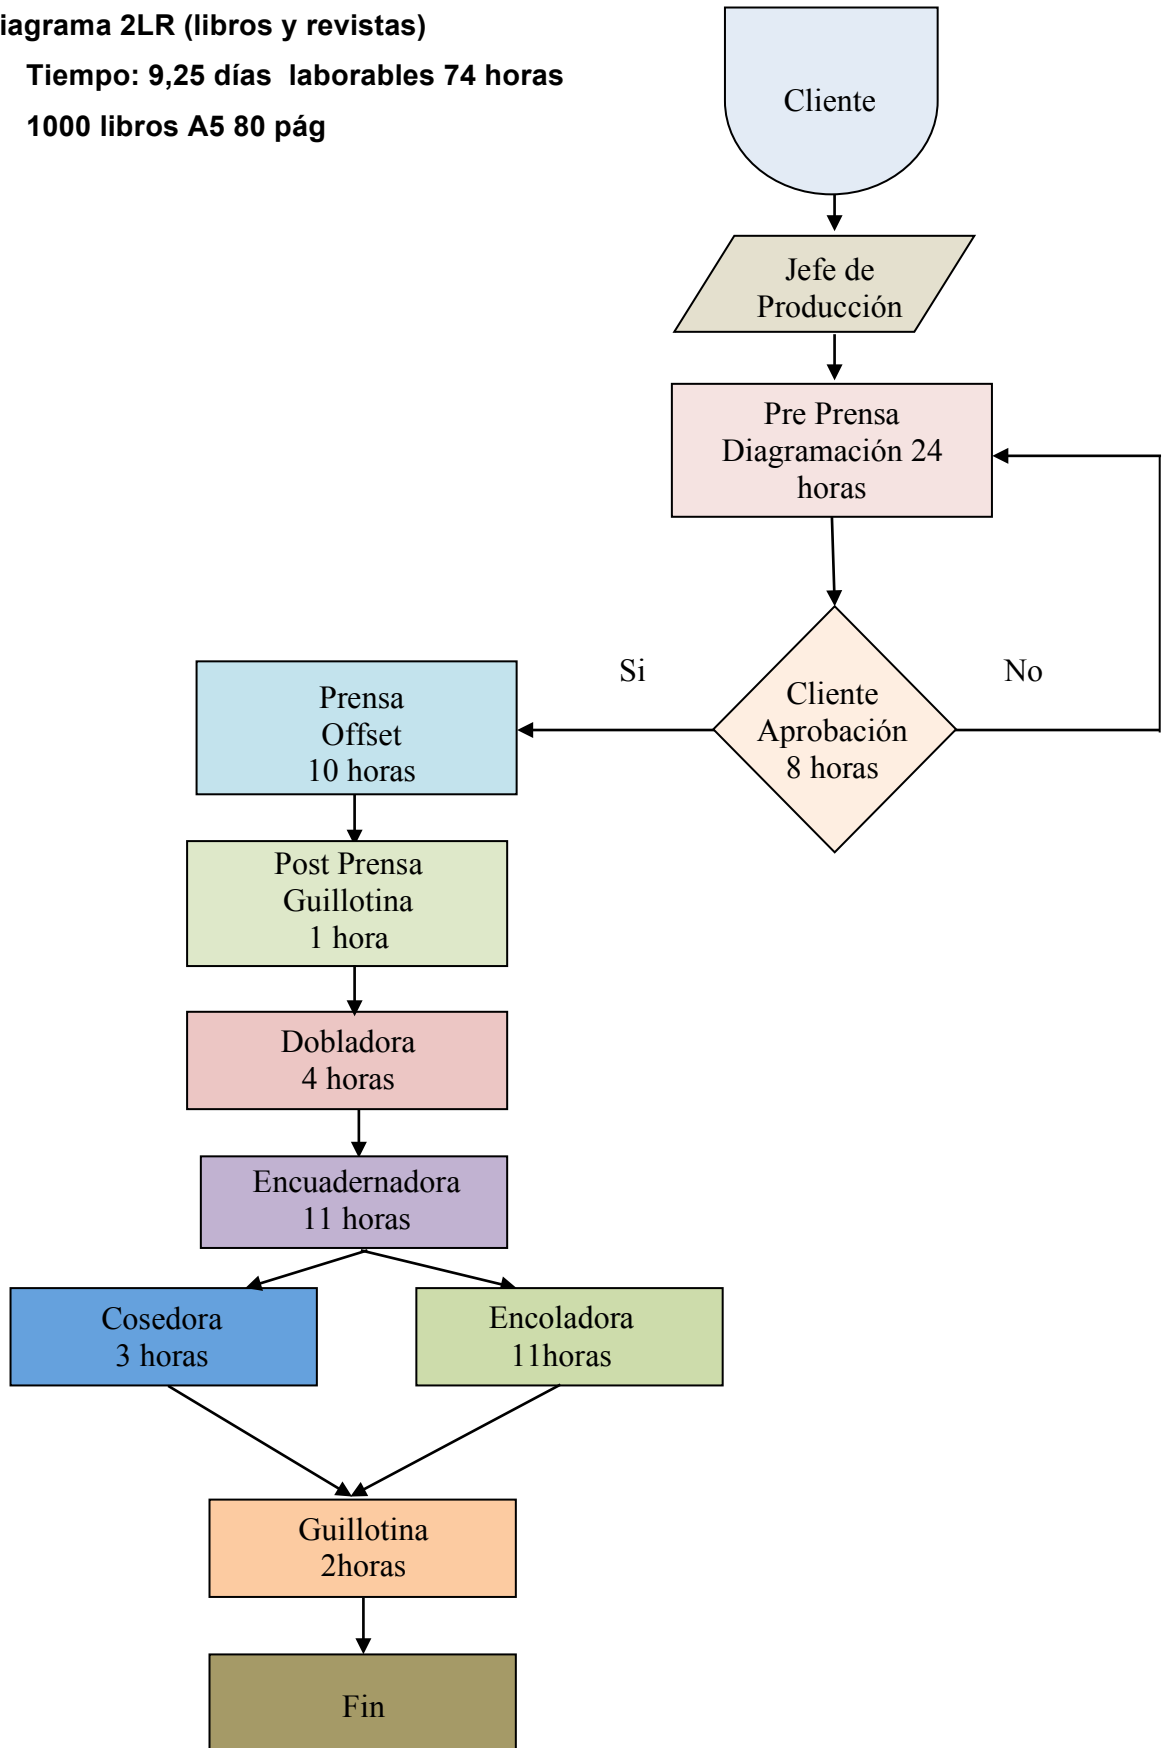 iagrama 2LR (libros y revistas)
Tiempo: 9,25 días laborables 74 horas
1000 libros A5 80 pág
Cliente
Jefe de
Producción
Pre Prensa
Diagramación 24
horas
Si
No
Cliente
Aprobación
8 horas
Prensa
Offset
10 horas
Post Prensa
Guillotina
1 hora
Dobladora
4 horas
Encuadernadora
11 horas
Cosedora
3 horas
Encoladora
11horas
Guillotina
2horas
Fin